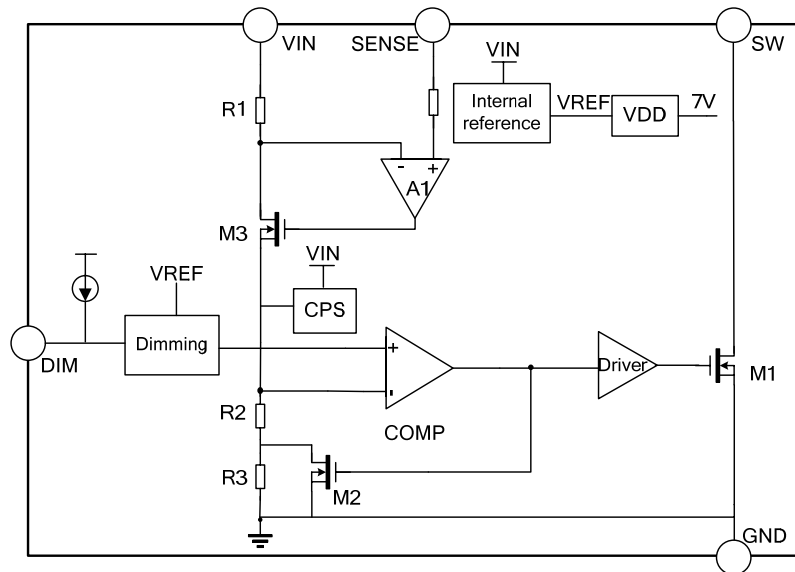 VIN
SENSE
SW
VIN
R1
Internal
reference
VREF
VDD
7V
-
+
A1
M3
VIN
VREF
CPS
Dimming
DIM
+
-
Driver
M1
R2
COMP
R3
M2
GND